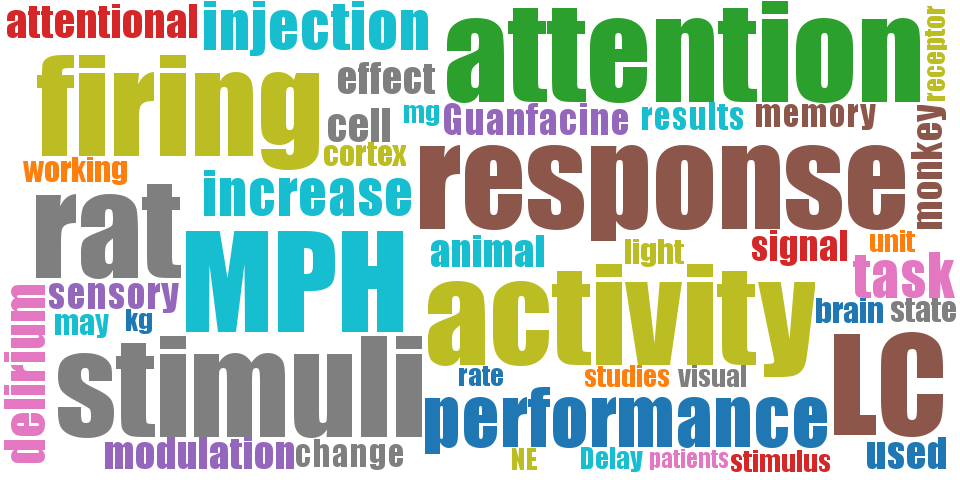 attentional
injection
attention
receptor
firing
effect
cell
mg
Guanfacine
results
memory
monkey
cortex
working
rat
increase
response
MPH
animal
light
signal
unit
task
sensory
may
kg
delirium
activity
brain
state
stimuli
rate
studies
visual
LC
performance
modulation
change
NE
Delay
patients
stimulus
used